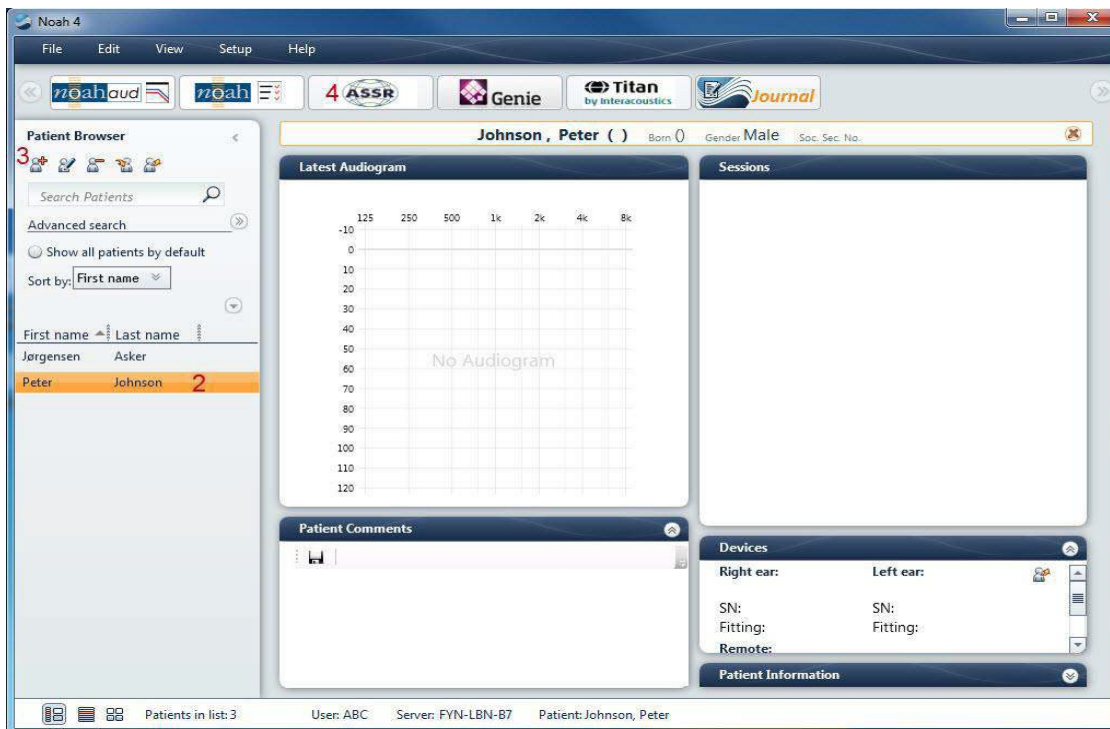 Noah 4
File Edit View Setup Help
noah aud noah 4 ASSR Genie Titan by Interacoustics Journal
Patient Browser
3
Search Patients
Advanced search
Show all patients by default
Sort by: First name
First name Last name
Jørgensen Asker
Peter Johnson 2
Johnson , Peter ( ) Born () Gender Male Soc. Sec. No.
Latest Audiogram
125 250 500 1k 2k 4k 8k
-10
0
10
20
30
40
50
No Audiogram
60
70
80
90
100
110
120
Patient Comments
Sessions
Devices
Right ear: Left ear:
SN: SN:
Fitting: Fitting:
Remote:
Patient Information
Patients in list: 3 User: ABC Server: FYN-LBN-B7 Patient: Johnson, Peter